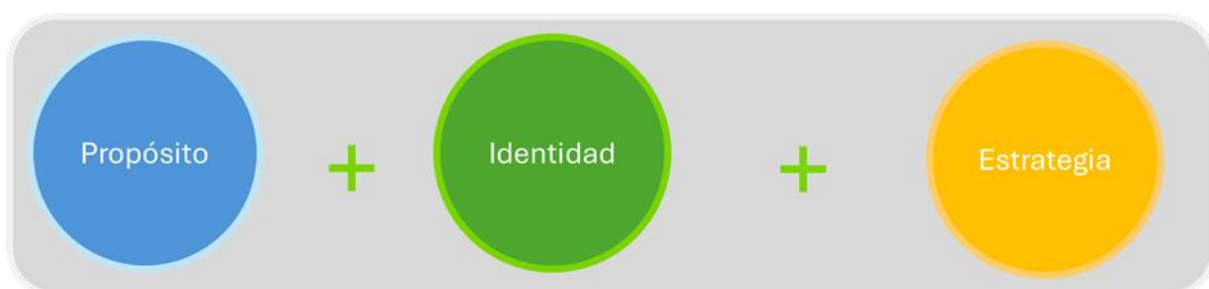 Propósito
+
Identidad
+
Estrategia